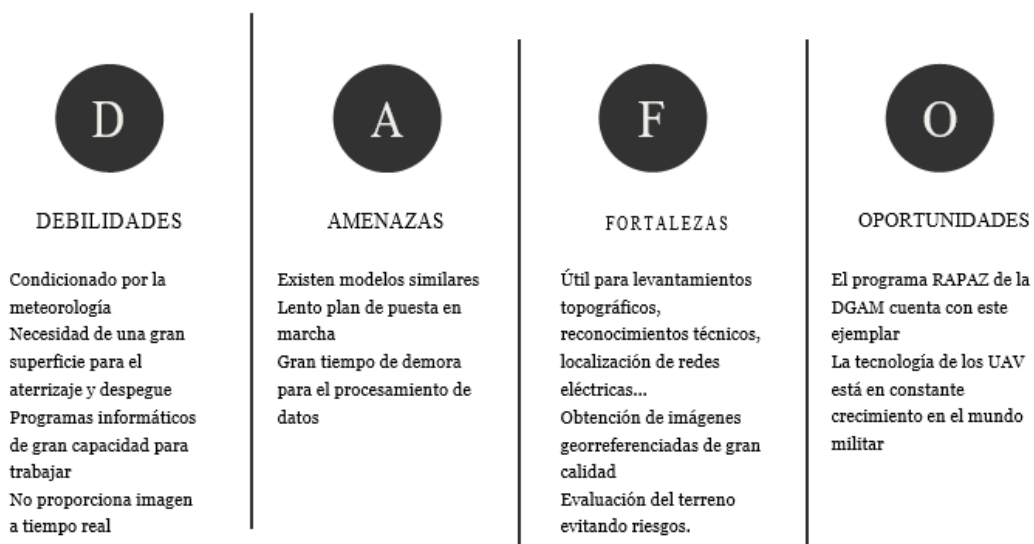 D
DEBILIDADES
Condicionado por la
meteorología
Necesidad de una gran
superficie para el
aterrizaje y despegue
Programas informáticos
de gran capacidad para
trabajar
No proporciona imagen
a tiempo real
A
AMENAZAS
Existen modelos similares
Lento plan de puesta en
marcha
Gran tiempo de demora
para el procesamiento de
datos
F
FORTALEZAS
Útil para levantamientos
topográficos,
reconocimientos técnicos,
localización de redes
eléctricas...
Obtención de imágenes
georreferenciadas de gran
calidad
Evaluación del terreno
evitando riesgos.
O
OPORTUNIDADES
El programa RAPAZ de la
DGAM cuenta con este
ejemplar
La tecnología de los UAV
está en constante
crecimiento en el mundo
militar